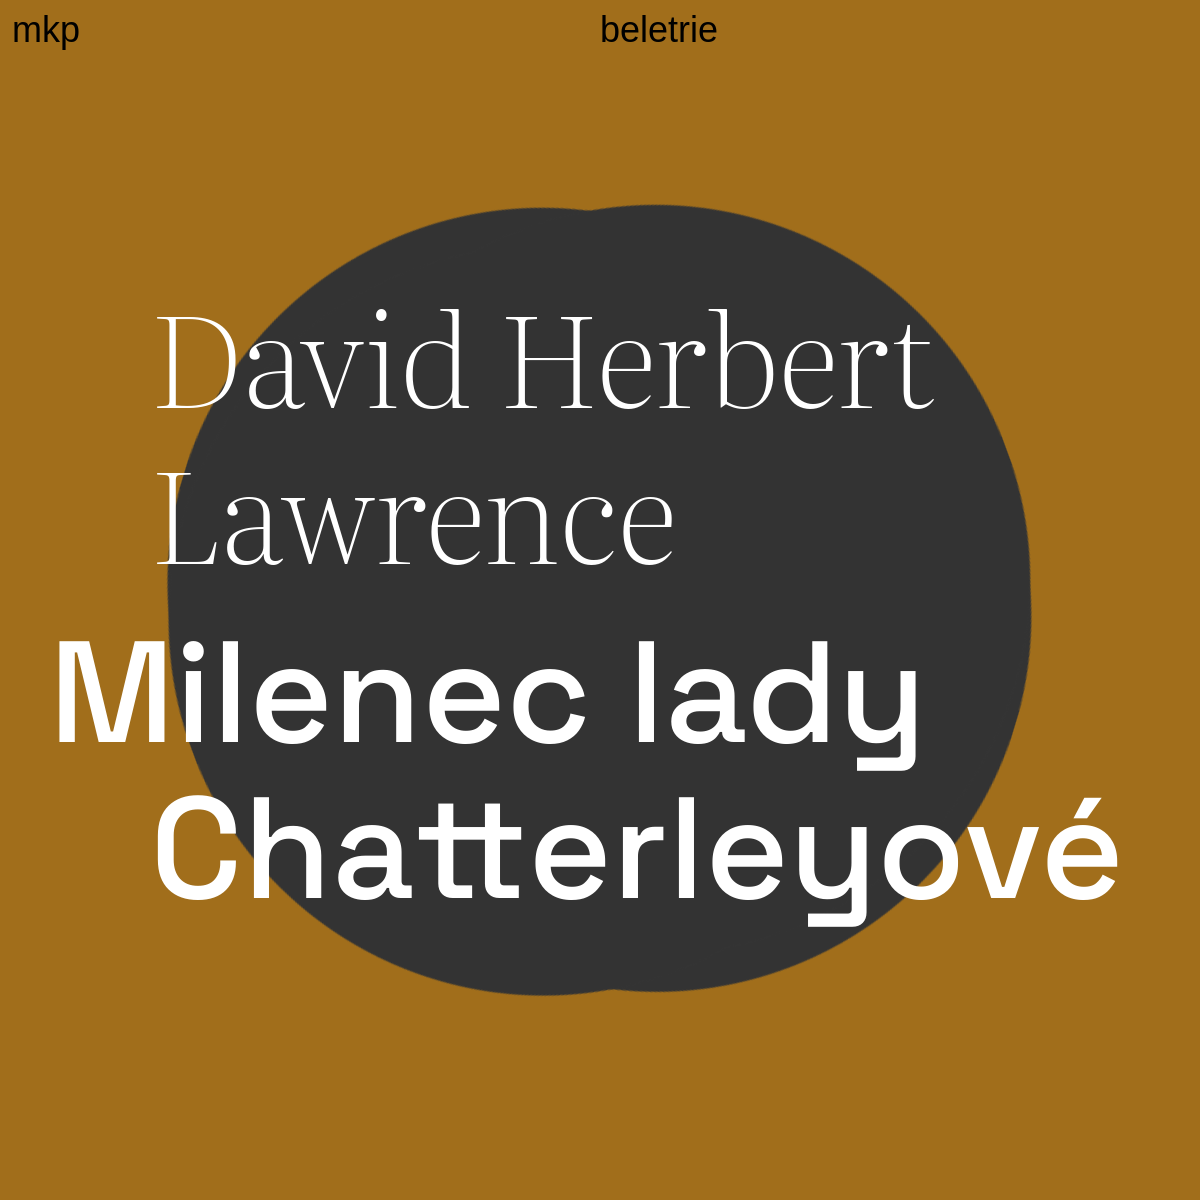 mkp
beletrie
David Herbert
Lawrence
Milenec lady
Chatterleyové